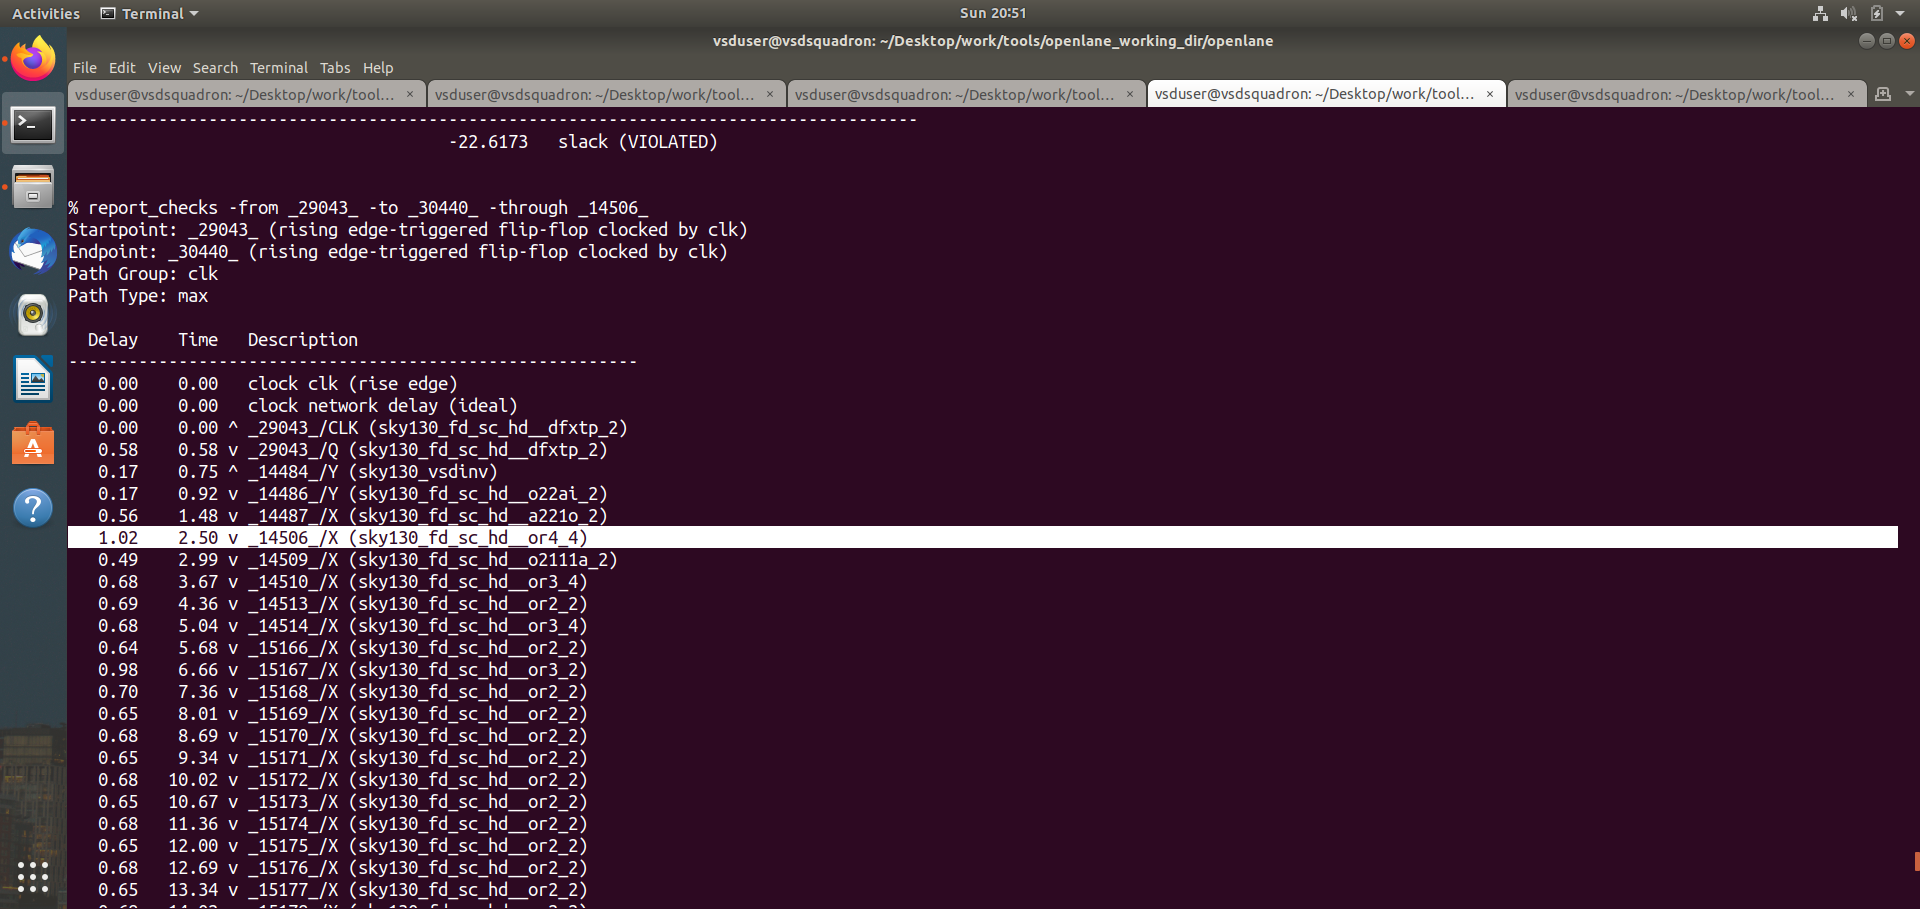 Activities Terminal Sun 20:51
vsduser@vsdsquadron: ~/Desktop/work/tools/openlane_working_dir/openlane
File Edit View Search Terminal Tabs Help
vsduser@vsdsquadron: ~/Desktop/work/tool... × vsduser@vsdsquadron: ~/Desktop/work/tool... × vsduser@vsdsquadron: ~/Desktop/work/tool... × vsduser@vsdsquadron: ~/Desktop/work/tool... × vsduser@vsdsquadron: ~/Desktop/work/tool... ×
-------------------------------------------------------------------------------------
-22.6173 slack (VIOLATED)
% report_checks -from _29043_ -to _30440_ -through _14506_
Startpoint: _29043_ (rising edge-triggered flip-flop clocked by clk)
Endpoint: _30440_ (rising edge-triggered flip-flop clocked by clk)
Path Group: clk
Path Type: max
Delay Time Description
---------------------------------------------------------
0.00 0.00 clock clk (rise edge)
0.00 0.00 clock network delay (ideal)
0.00 0.00 ^ _29043_/CLK (sky130_fd_sc_hd__dfxtp_2)
0.58 0.58 v _29043_/Q (sky130_fd_sc_hd__dfxtp_2)
0.17 0.75 ^ _14484_/Y (sky130_vsdinv)
0.17 0.92 v _14486_/Y (sky130_fd_sc_hd__o22ai_2)
0.56 1.48 v _14487_/X (sky130_fd_sc_hd__a221o_2)
1.02 2.50 v _14506_/X (sky130_fd_sc_hd__or4_4)
0.49 2.99 v _14509_/X (sky130_fd_sc_hd__o2111a_2)
0.68 3.67 v _14510_/X (sky130_fd_sc_hd__or3_4)
0.69 4.36 v _14513_/X (sky130_fd_sc_hd__or2_2)
0.68 5.04 v _14514_/X (sky130_fd_sc_hd__or3_4)
0.64 5.68 v _15166_/X (sky130_fd_sc_hd__or2_2)
0.98 6.66 v _15167_/X (sky130_fd_sc_hd__or3_2)
0.70 7.36 v _15168_/X (sky130_fd_sc_hd__or2_2)
0.65 8.01 v _15169_/X (sky130_fd_sc_hd__or2_2)
0.68 8.69 v _15170_/X (sky130_fd_sc_hd__or2_2)
0.65 9.34 v _15171_/X (sky130_fd_sc_hd__or2_2)
0.68 10.02 v _15172_/X (sky130_fd_sc_hd__or2_2)
0.65 10.67 v _15173_/X (sky130_fd_sc_hd__or2_2)
0.68 11.36 v _15174_/X (sky130_fd_sc_hd__or2_2)
0.65 12.00 v _15175_/X (sky130_fd_sc_hd__or2_2)
0.68 12.69 v _15176_/X (sky130_fd_sc_hd__or2_2)
0.65 13.34 v _15177_/X (sky130_fd_sc_hd__or2_2)